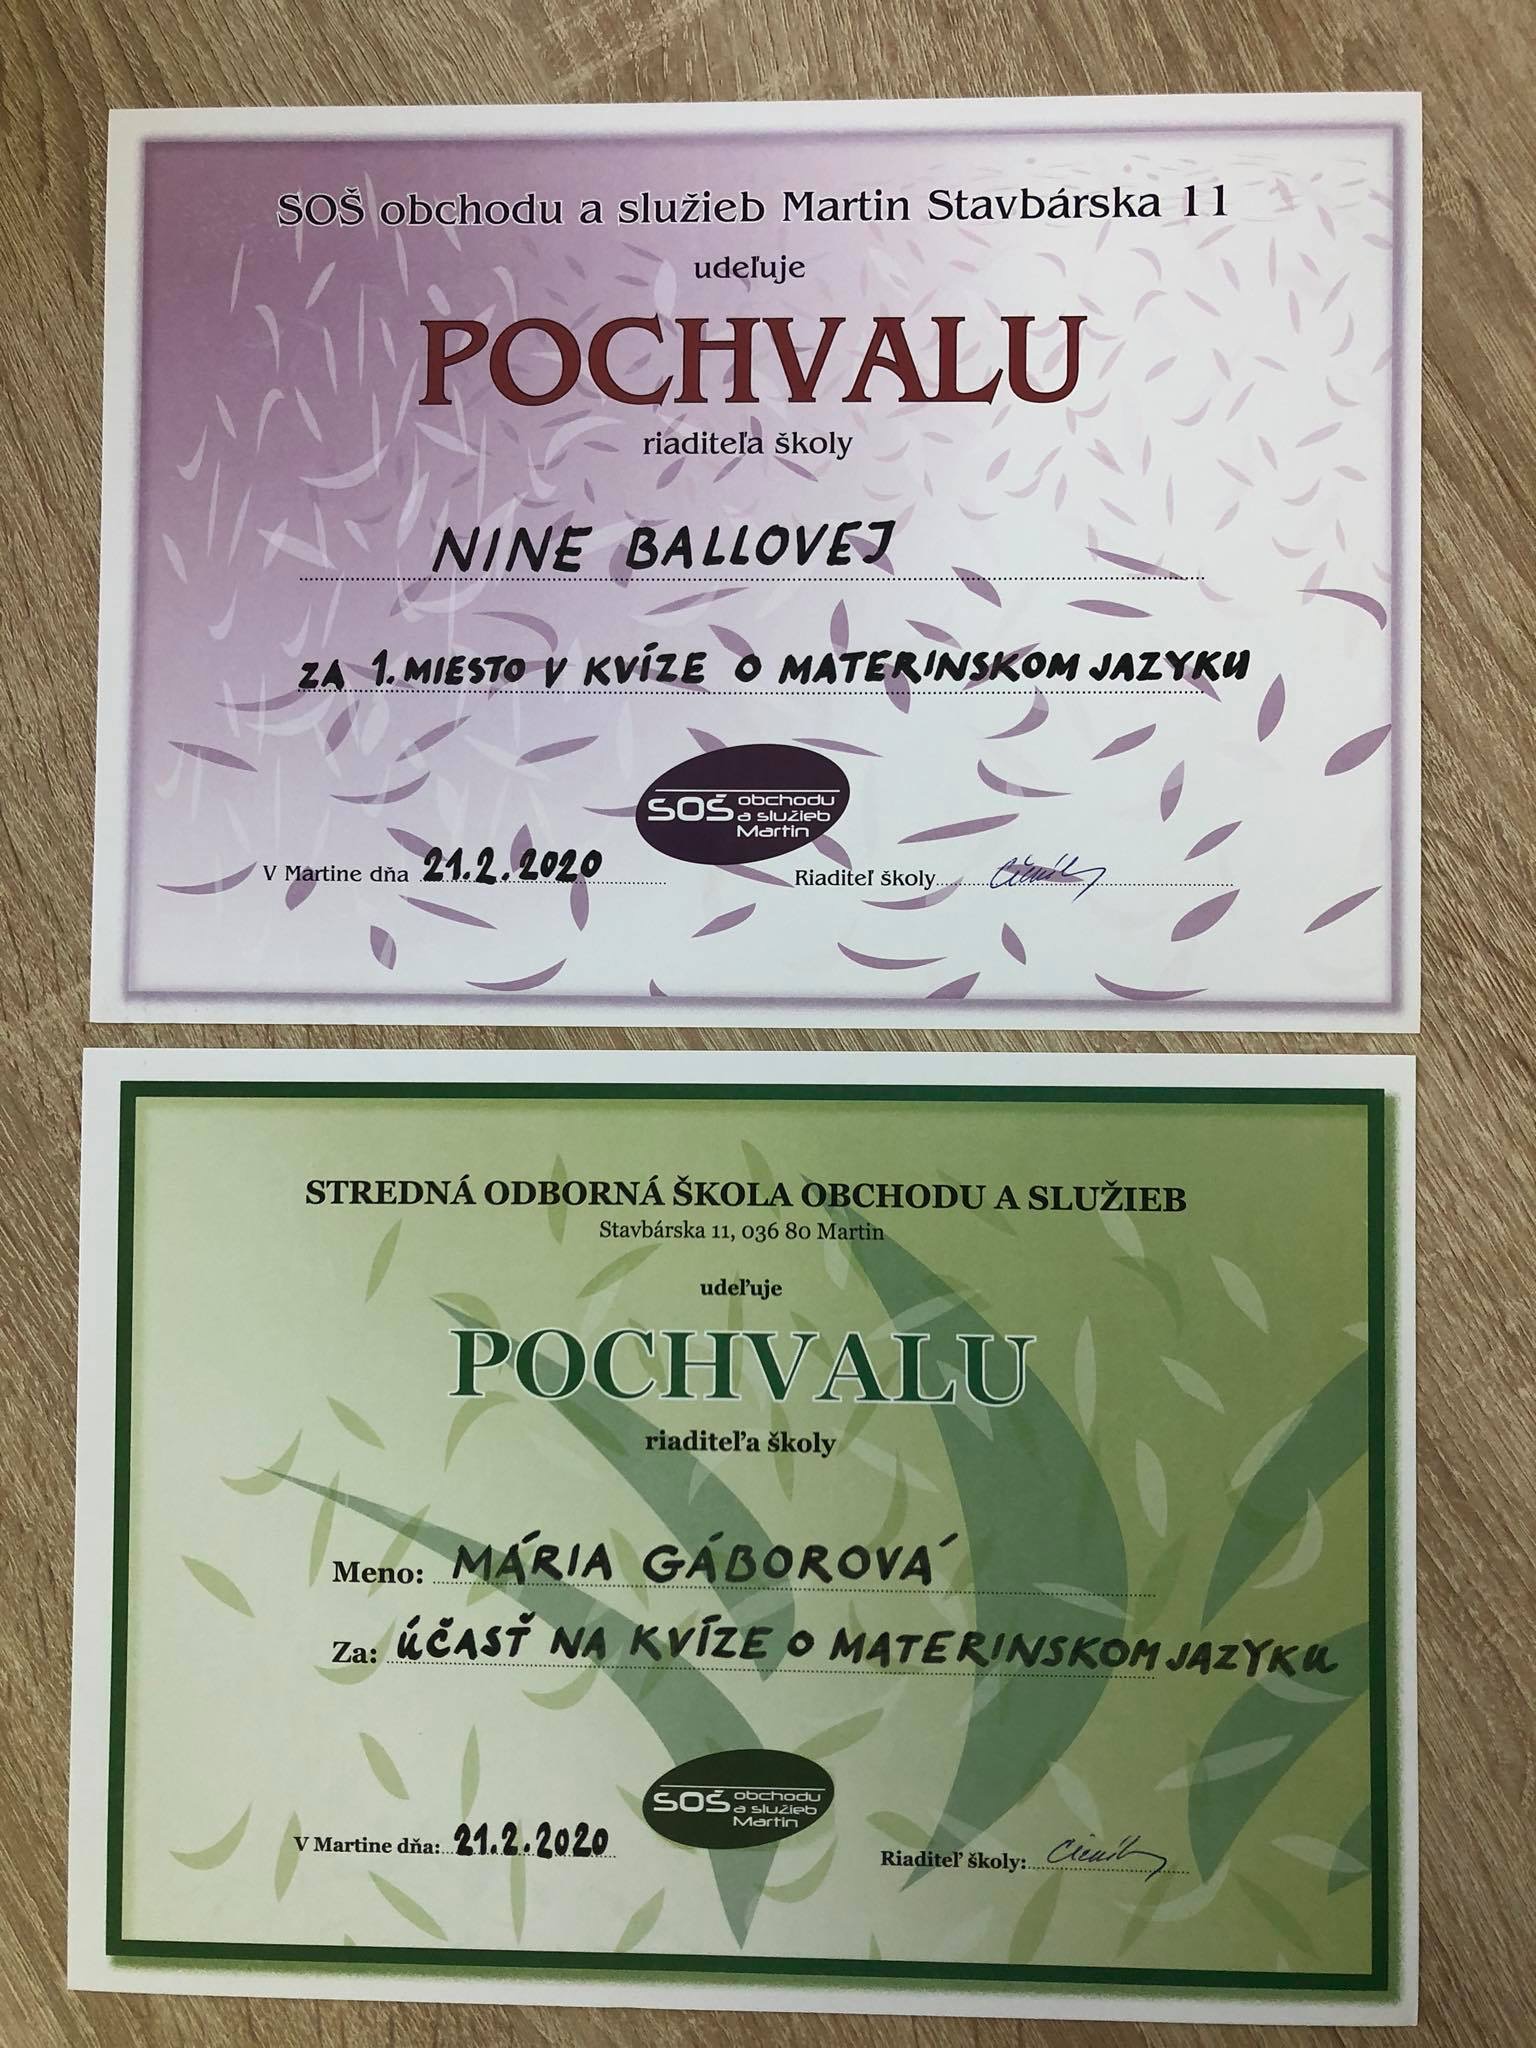 SOŠ obchodu a služieb Martin Stavbárska 11
udeľuje
POCHVALU
riaditeľa školy
NINE BALLOVEJ
ZA 1. MIESTO V KVÍZE O MATERINSKOM JAZYKU
SOŠ obchodu
a služieb
Martin
V Martine dňa 21.2.2020
Riaditeľ školy
STREDNÁ ODBORNÁ ŠKOLA OBCHODU A SLUŽIEB
Stavbárska 11, 036 80 Martin
udeľuje
POCHVALU
riaditeľa školy
Meno: MÁRIA GÁBOROVÁ
Za: ÚČASŤ NA KVÍZE O MATERINSKOM JAZYKU
SOŠ obchodu
a služieb
Martin
V Martine dňa: 21.2.2020
Riaditeľ školy: